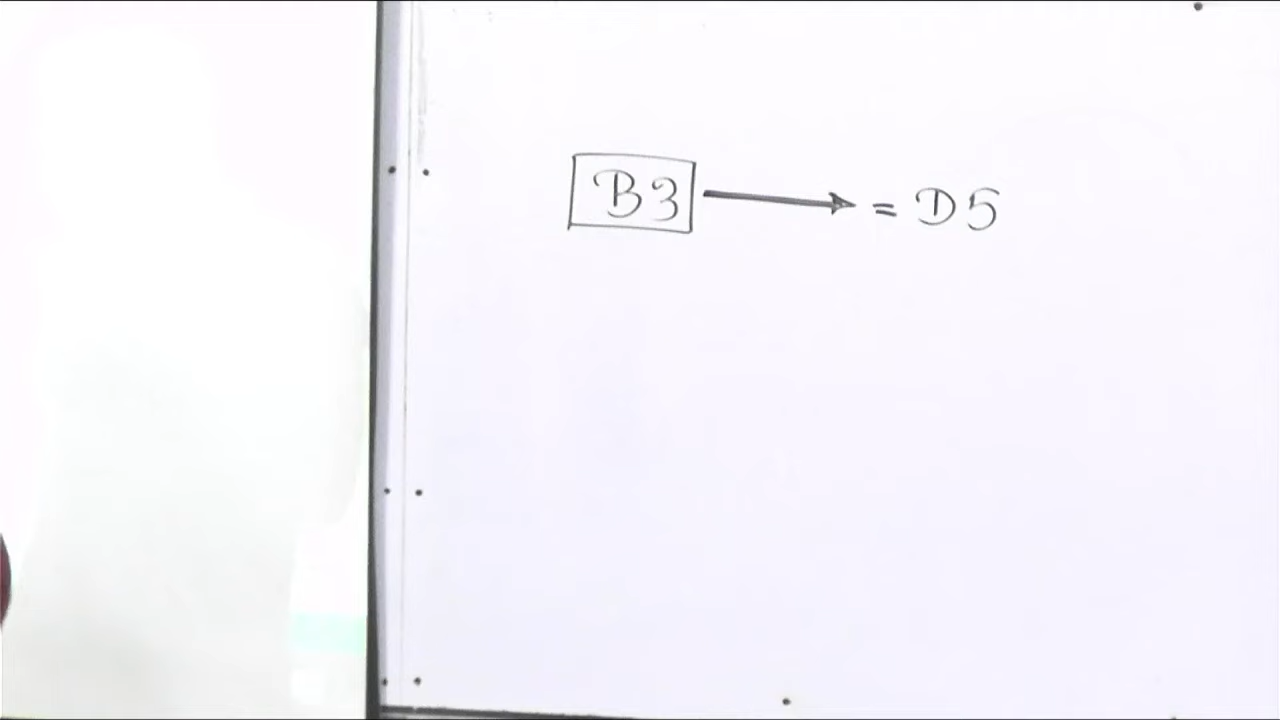 B3 → = D5